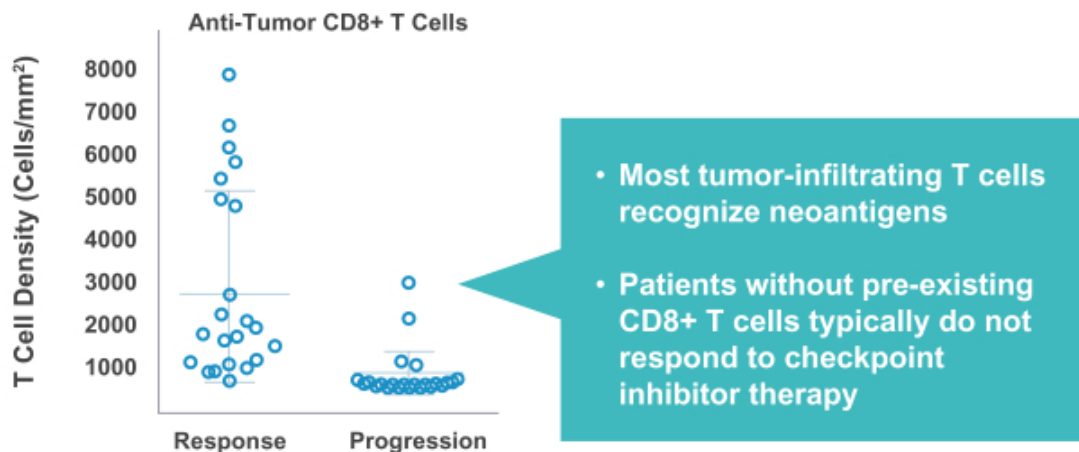 Anti-Tumor CD8+ T Cells
T Cell Density (Cells/mm²)
8000
7000
6000
5000
4000
3000
2000
1000
Response
Progression
• Most tumor-infiltrating T cells
recognize neoantigens
• Patients without pre-existing
CD8+ T cells typically do not
respond to checkpoint
inhibitor therapy